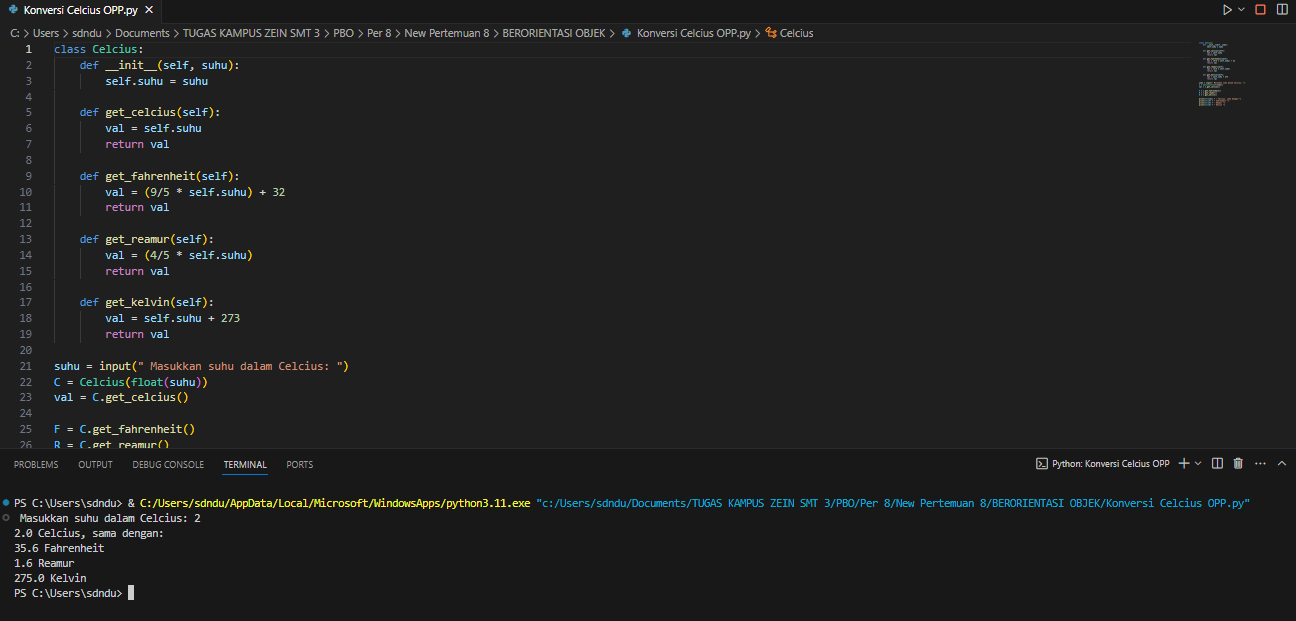 Konversi Celcius OPP.py
C: > Users > sdndu > Documents > TUGAS KAMPUS ZEIN SMT 3 > PBO > Per 8 > New Pertemuan 8 > BERORIENTASI OBJEK > Konversi Celcius OPP.py > Celcius
1 class Celcius:
2     def __init__(self, suhu):
3         self.suhu = suhu
4
5     def get_celcius(self):
6         val = self.suhu
7         return val
8
9     def get_fahrenheit(self):
10         val = (9/5 * self.suhu) + 32
11         return val
12
13     def get_reamur(self):
14         val = (4/5 * self.suhu)
15         return val
16
17     def get_kelvin(self):
18         val = self.suhu + 273
19         return val
20
21 suhu = input(" Masukkan suhu dalam Celcius: ")
22 C = Celcius(float(suhu))
23 val = C.get_celcius()
24
25 F = C.get_fahrenheit()
26 R = C.get_reamur()
PROBLEMS OUTPUT DEBUG CONSOLE TERMINAL PORTS Python: Konversi Celcius OPP
PS C:\Users\sdndu> & C:/Users/sdndu/AppData/Local/Microsoft/WindowsApps/python3.11.exe "c:/Users/sdndu/Documents/TUGAS KAMPUS ZEIN SMT 3/PBO/Per 8/New Pertemuan 8/BERORIENTASI OBJEK/Konversi Celcius OPP.py"
 Masukkan suhu dalam Celcius: 2
2.0 Celcius, sama dengan:
35.6 Fahrenheit
1.6 Reamur
275.0 Kelvin
PS C:\Users\sdndu>